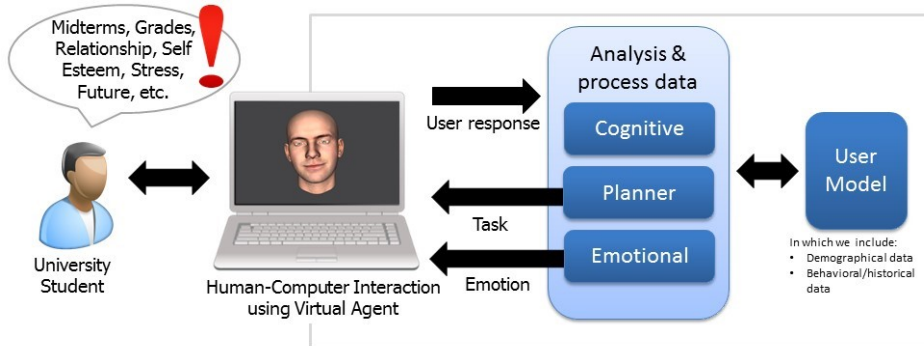 Midterms, Grades,
Relationship, Self
Esteem, Stress,
Future, etc.
University
Student
Human-Computer Interaction
using Virtual Agent
User response
Task
Emotion
Analysis &
process data
Cognitive
Planner
Emotional
User
Model
In which we include:
• Demographical data
• Behavioral/historical
data